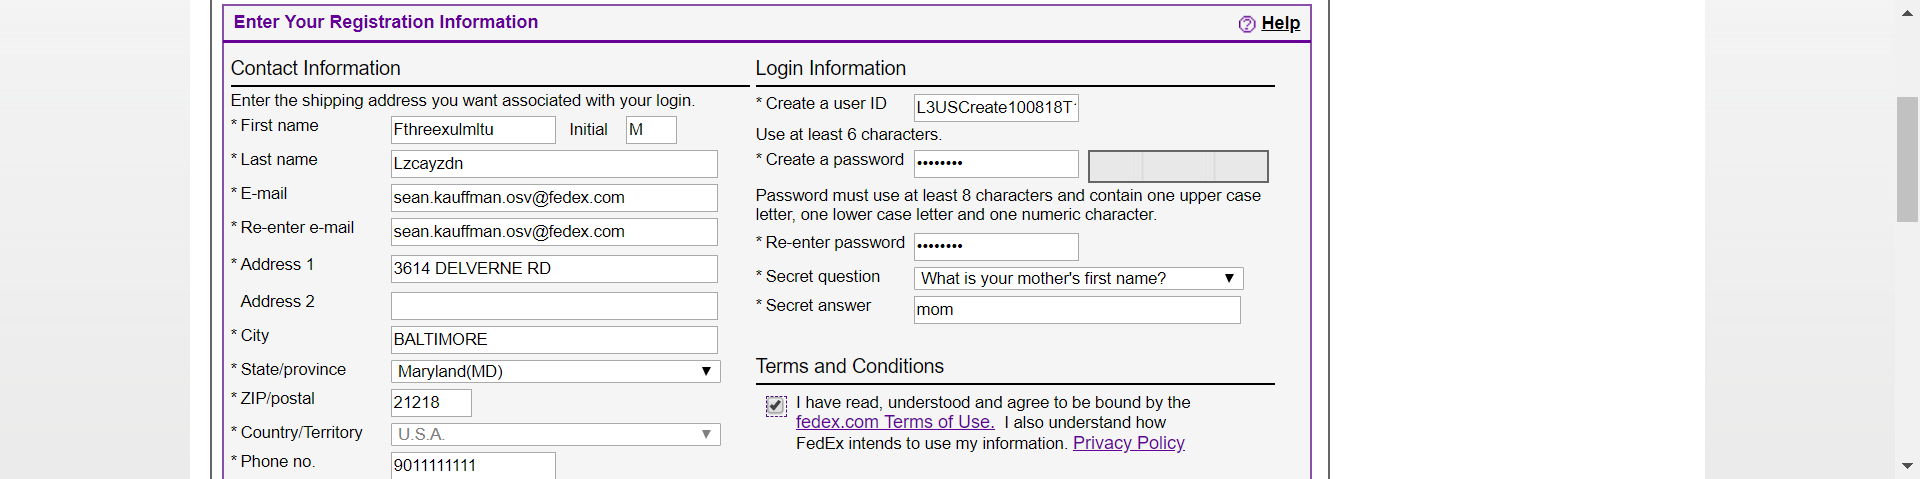 Enter Your Registration Information
Help
Contact Information
Enter the shipping address you want associated with your login.
* First name Fthreexulmltu Initial M
* Last name Lzcayzdn
* E-mail sean.kauffman.osv@fedex.com
* Re-enter e-mail sean.kauffman.osv@fedex.com
* Address 1 3614 DELVERNE RD
Address 2
* City BALTIMORE
* State/province Maryland(MD)
* ZIP/postal 21218
* Country/Territory U.S.A.
* Phone no. 9011111111
Login Information
* Create a user ID L3USCreate100818T
Use at least 6 characters.
* Create a password ••••••••
Password must use at least 8 characters and contain one upper case
letter, one lower case letter and one numeric character.
* Re-enter password ••••••••
* Secret question What is your mother's first name?
* Secret answer mom
Terms and Conditions
I have read, understood and agree to be bound by the
fedex.com Terms of Use. I also understand how
FedEx intends to use my information. Privacy Policy